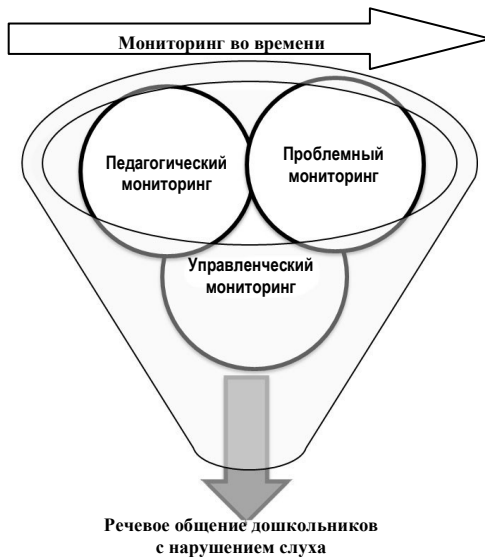 Мониторинг во времени
Педагогический
мониторинг
Проблемный
мониторинг
Управленческий
мониторинг
Речевое общение дошкольников
с нарушением слуха